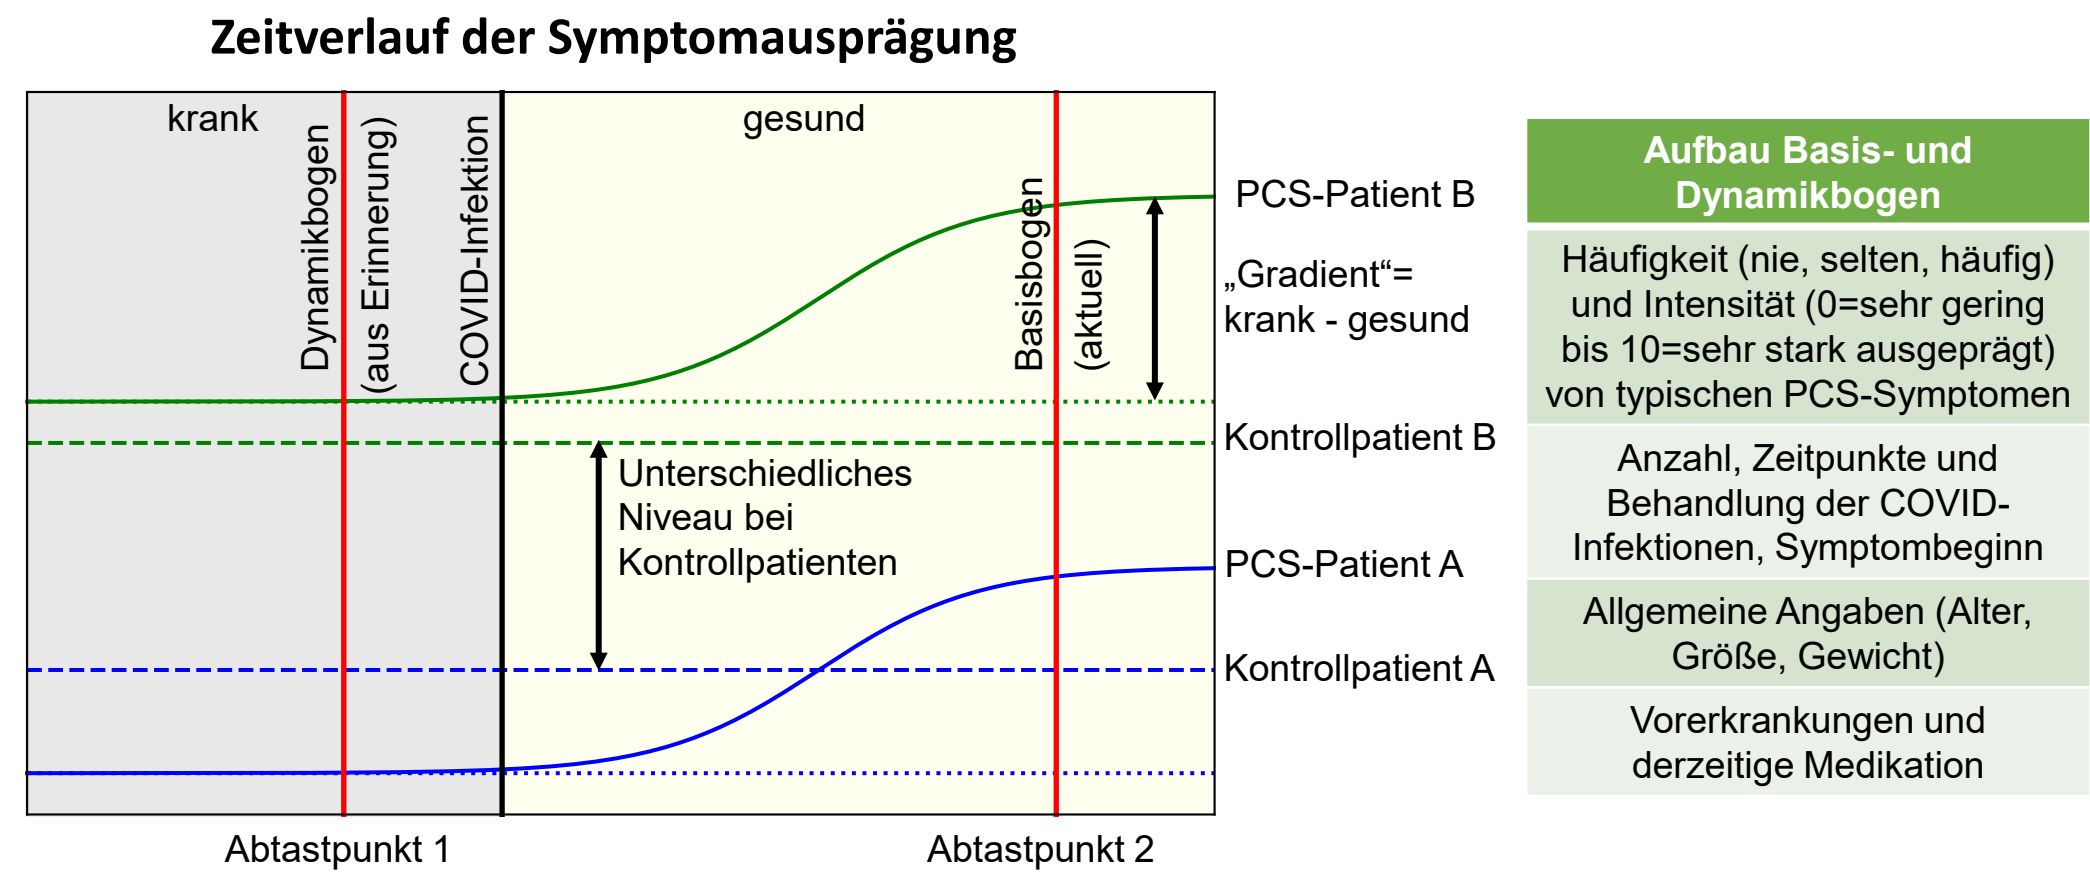 Zeitverlauf der Symptomausprägung
krank
gesund
Dynamikbogen
(aus Erinnerung)
COVID-Infektion
Basisbogen
(aktuell)
PCS-Patient B
„Gradient“=
krank - gesund
Kontrollpatient B
Unterschiedliches
Niveau bei
Kontrollpatienten
PCS-Patient A
Kontrollpatient A
Abtastpunkt 1
Abtastpunkt 2
Aufbau Basis- und
Dynamikbogen
Häufigkeit (nie, selten, häufig)
und Intensität (0=sehr gering
bis 10=sehr stark ausgeprägt)
von typischen PCS-Symptomen
Anzahl, Zeitpunkte und
Behandlung der COVID-
Infektionen, Symptombeginn
Allgemeine Angaben (Alter,
Größe, Gewicht)
Vorerkrankungen und
derzeitige Medikation